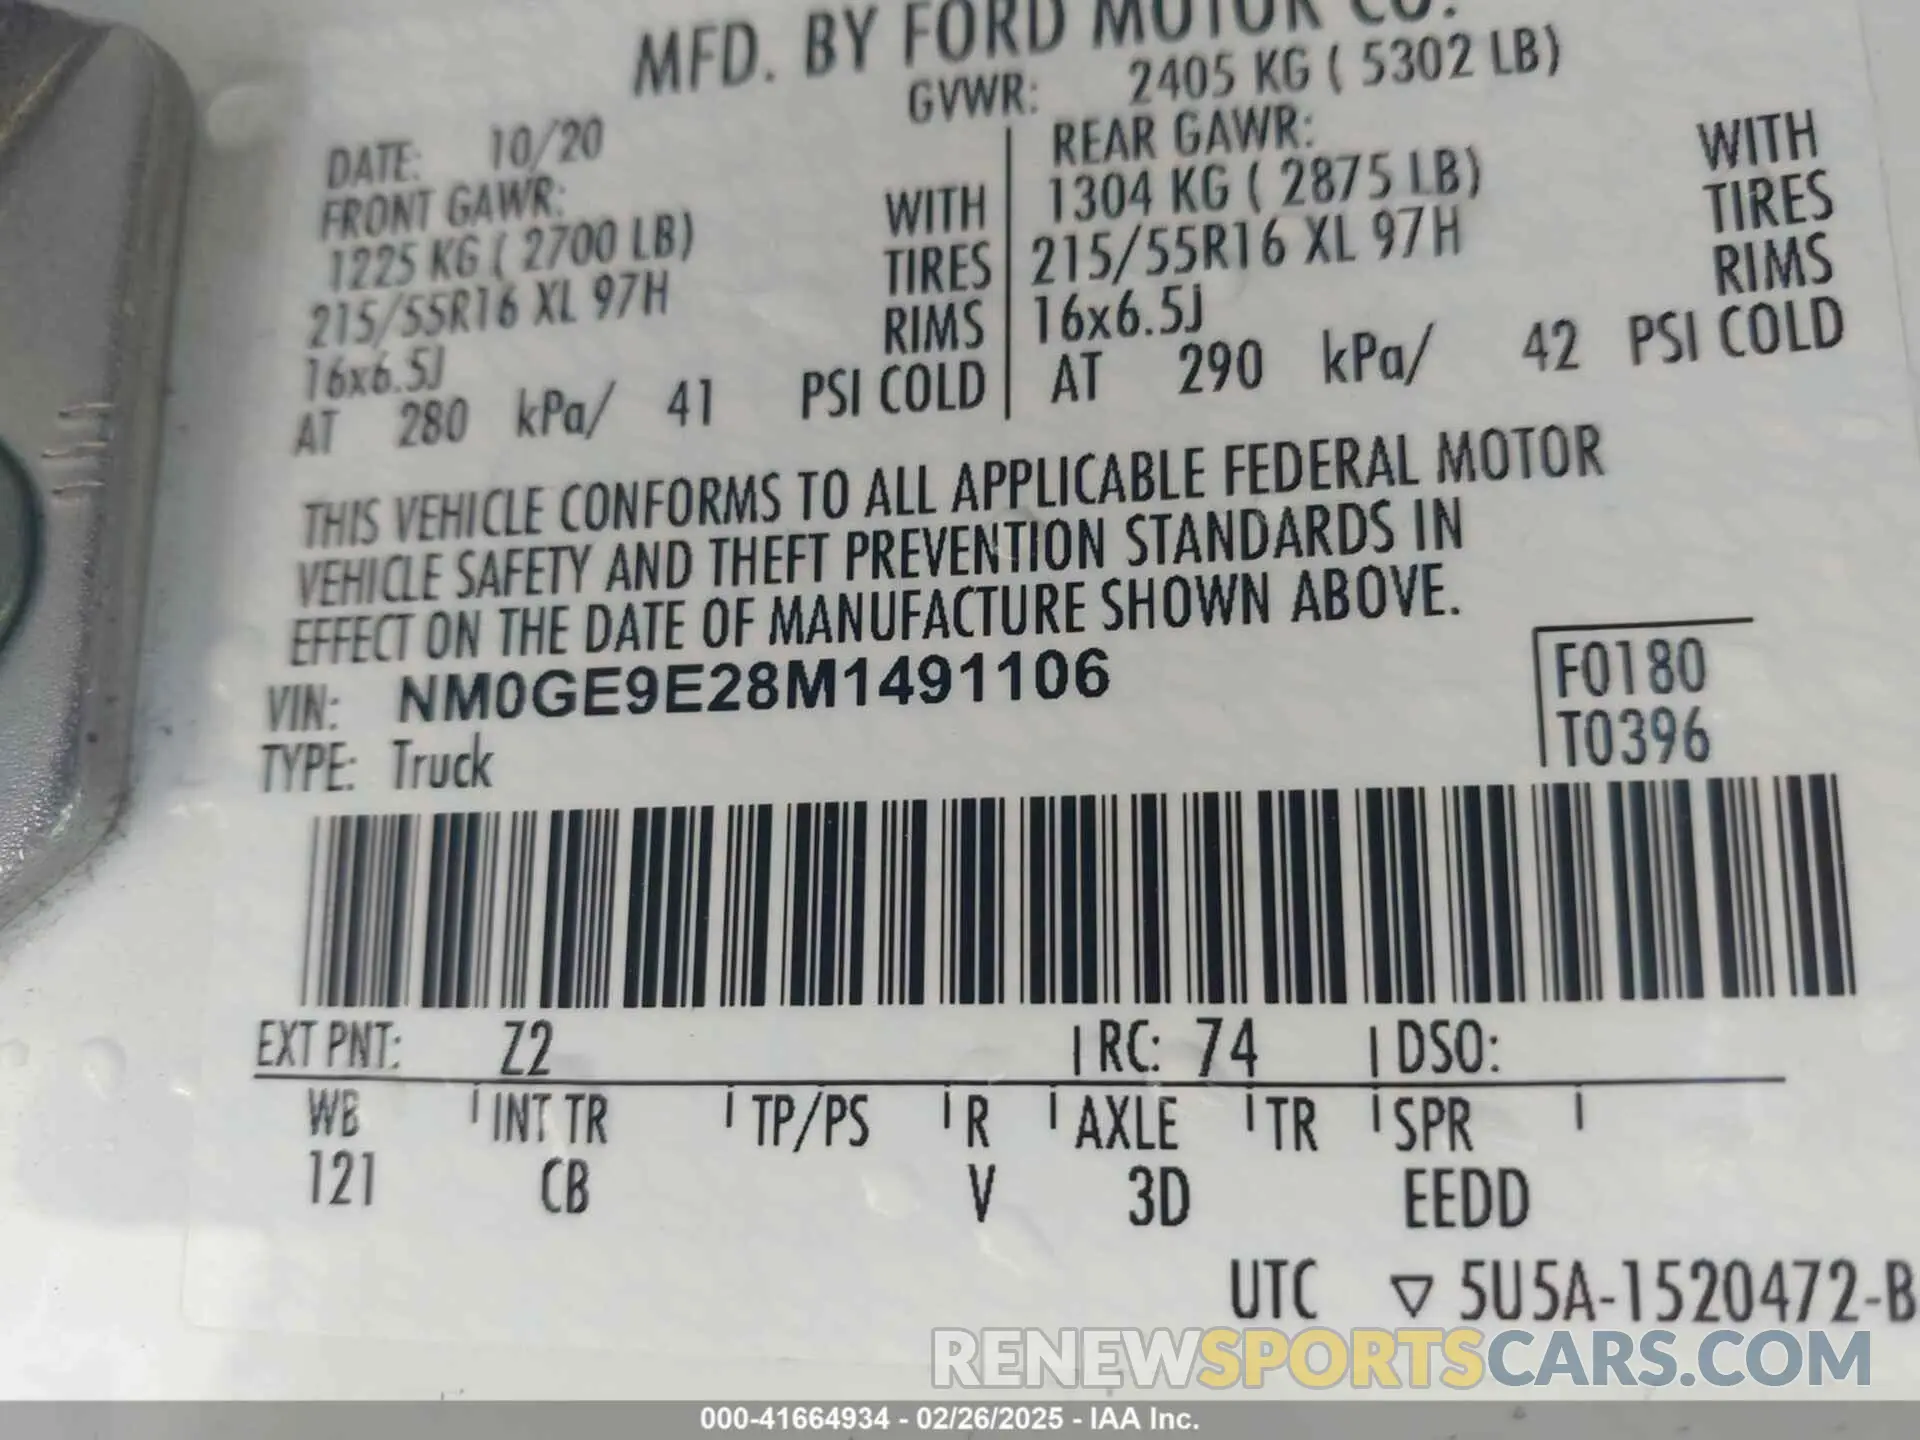 MFD. BY FORD MOTOR CO.
GVWR: 2405 KG ( 5302 LB)
DATE: 10/20
FRONT GAWR:
1225 KG ( 2700 LB) WITH
215/55R16 XL 97H TIRES
16x6.5J RIMS
AT 280 kPa/ 41 PSI COLD
REAR GAWR:
1304 KG ( 2875 LB) WITH
215/55R16 XL 97H TIRES
16x6.5J RIMS
AT 290 kPa/ 42 PSI COLD
THIS VEHICLE CONFORMS TO ALL APPLICABLE FEDERAL MOTOR
VEHICLE SAFETY AND THEFT PREVENTION STANDARDS IN
EFFECT ON THE DATE OF MANUFACTURE SHOWN ABOVE.
VIN: NM0GE9E28M1491106
TYPE: Truck
F0180
T0396
EXT PNT: Z2 RC: 74 DSO:
WB INT TR TP/PS R AXLE TR SPR
121 CB V 3D EEDD
UTC ▽ 5U5A-1520472-B
RENEWSPORTSCARS.COM
000-41664934 - 02/26/2025 - IAA Inc.